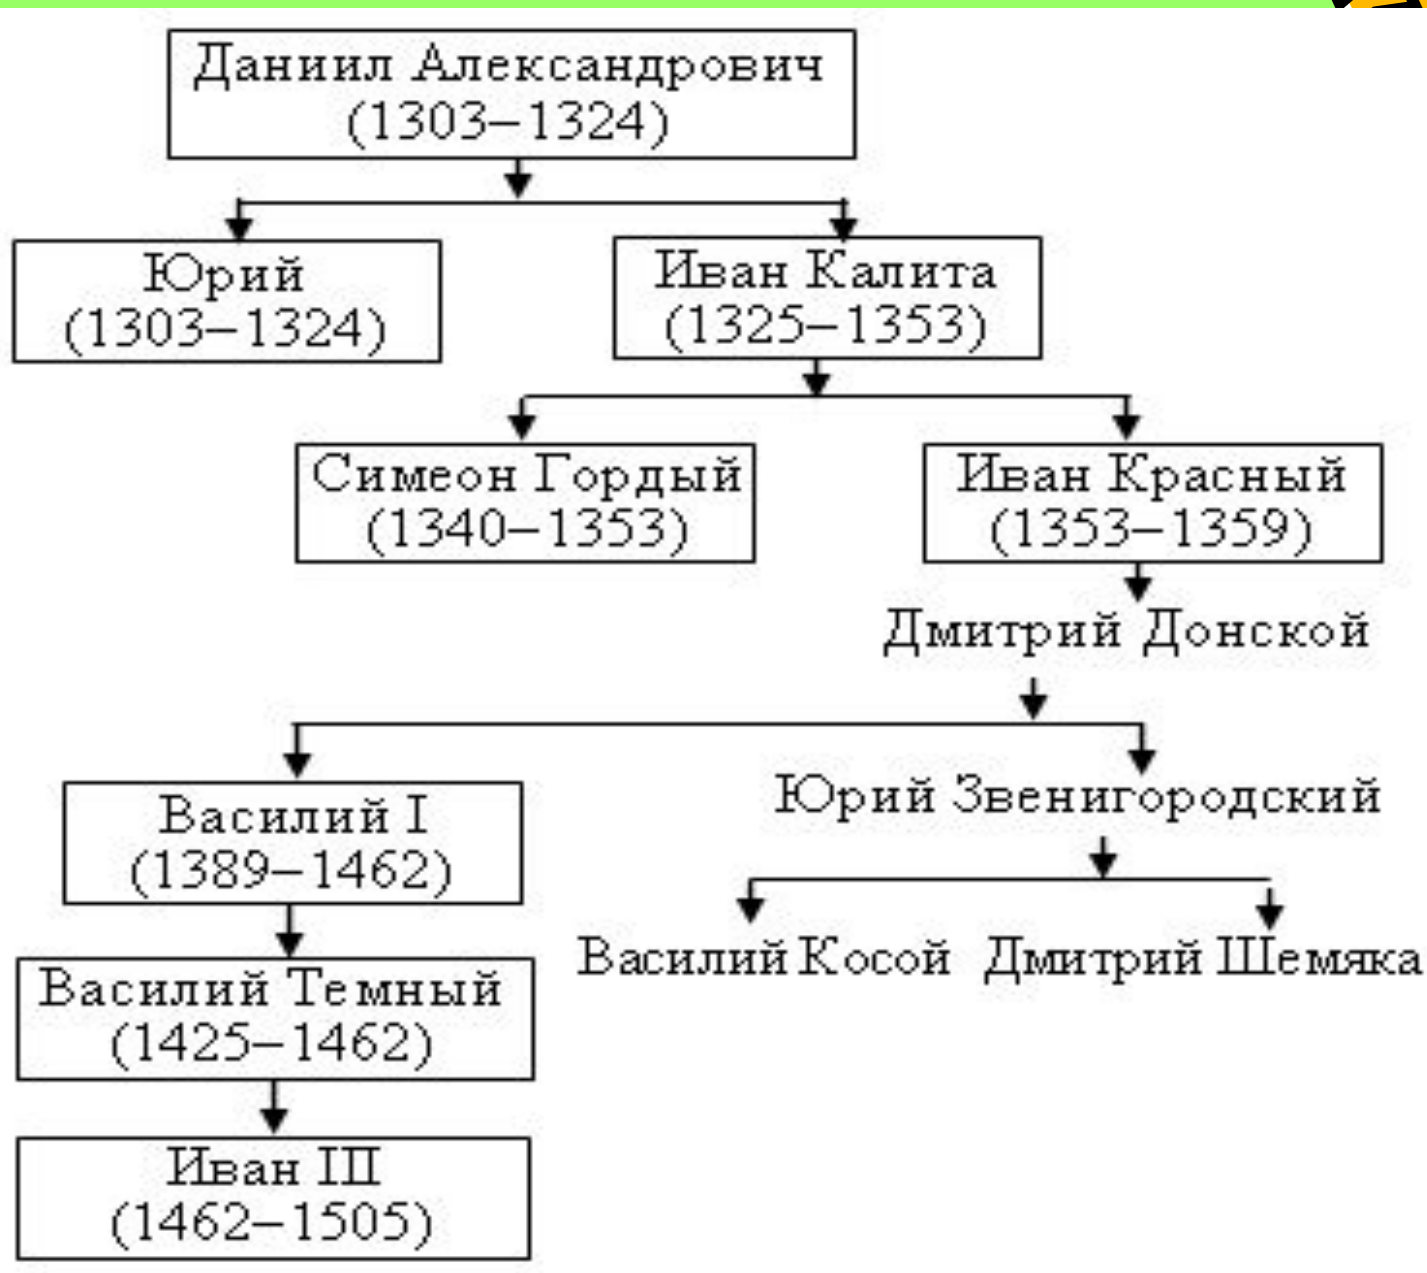 Даниил Александрович
(1303–1324)
Юрий
(1303–1324)
Иван Калита
(1325–1353)
Симеон Гордый
(1340–1353)
Иван Красный
(1353–1359)
Дмитрий Донской
Василий I
(1389–1462)
Юрий Звенигородский
Василий Косой
Дмитрий Шемяка
Василий Темный
(1425–1462)
Иван III
(1462–1505)